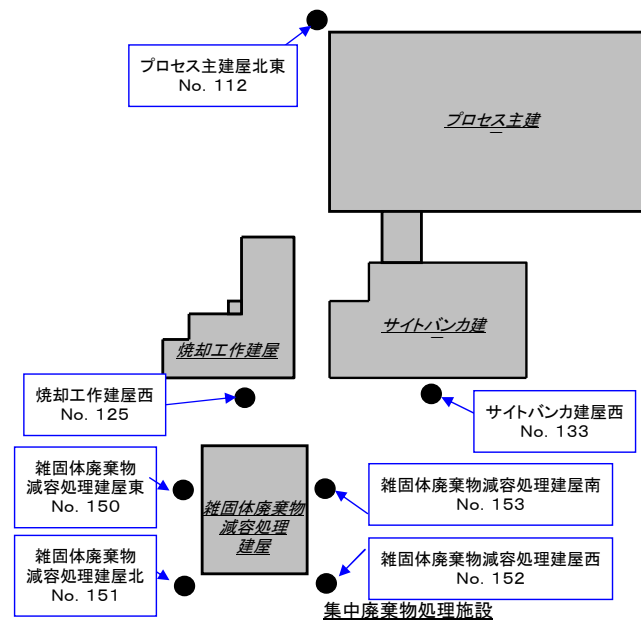 プロセス主建屋北東
No. 112
プロセス主建
焼却工作建屋
サイトバンカ建
焼却工作建屋西
No. 125
サイトバンカ建屋西
No. 133
雑固体廃棄物
減容処理建屋東
No. 150
雑固体廃棄物
減容処理
建屋
雑固体廃棄物減容処理建屋南
No. 153
雑固体廃棄物
減容処理建屋北
No. 151
雑固体廃棄物減容処理建屋西
No. 152
集中廃棄物処理施設